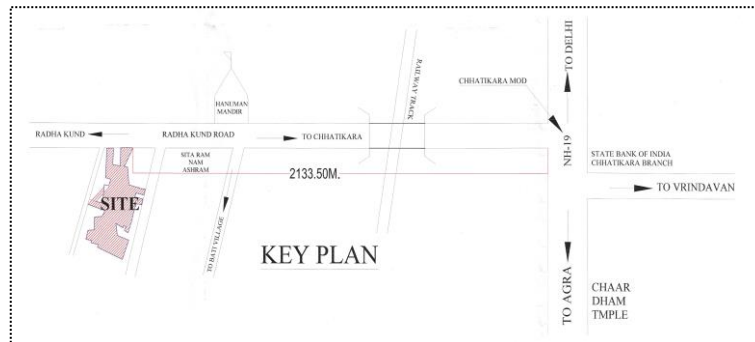 TO DELHI
RAILWAY TRACK
CHHATIKARA MOD
HANUMAN
MANDIR
RADHA KUND
RADHA KUND ROAD
TO CHHATIKARA
NH-19
STATE BANK OF INDIA
CHHATIKARA BRANCH
SITA RAM
NAM
ASHRAM
2133.50M.
TO VRINDAVAN
SITE
TO BATI VILLAGE
KEY PLAN
TO AGRA
CHAAR
DHAM
TMPLE